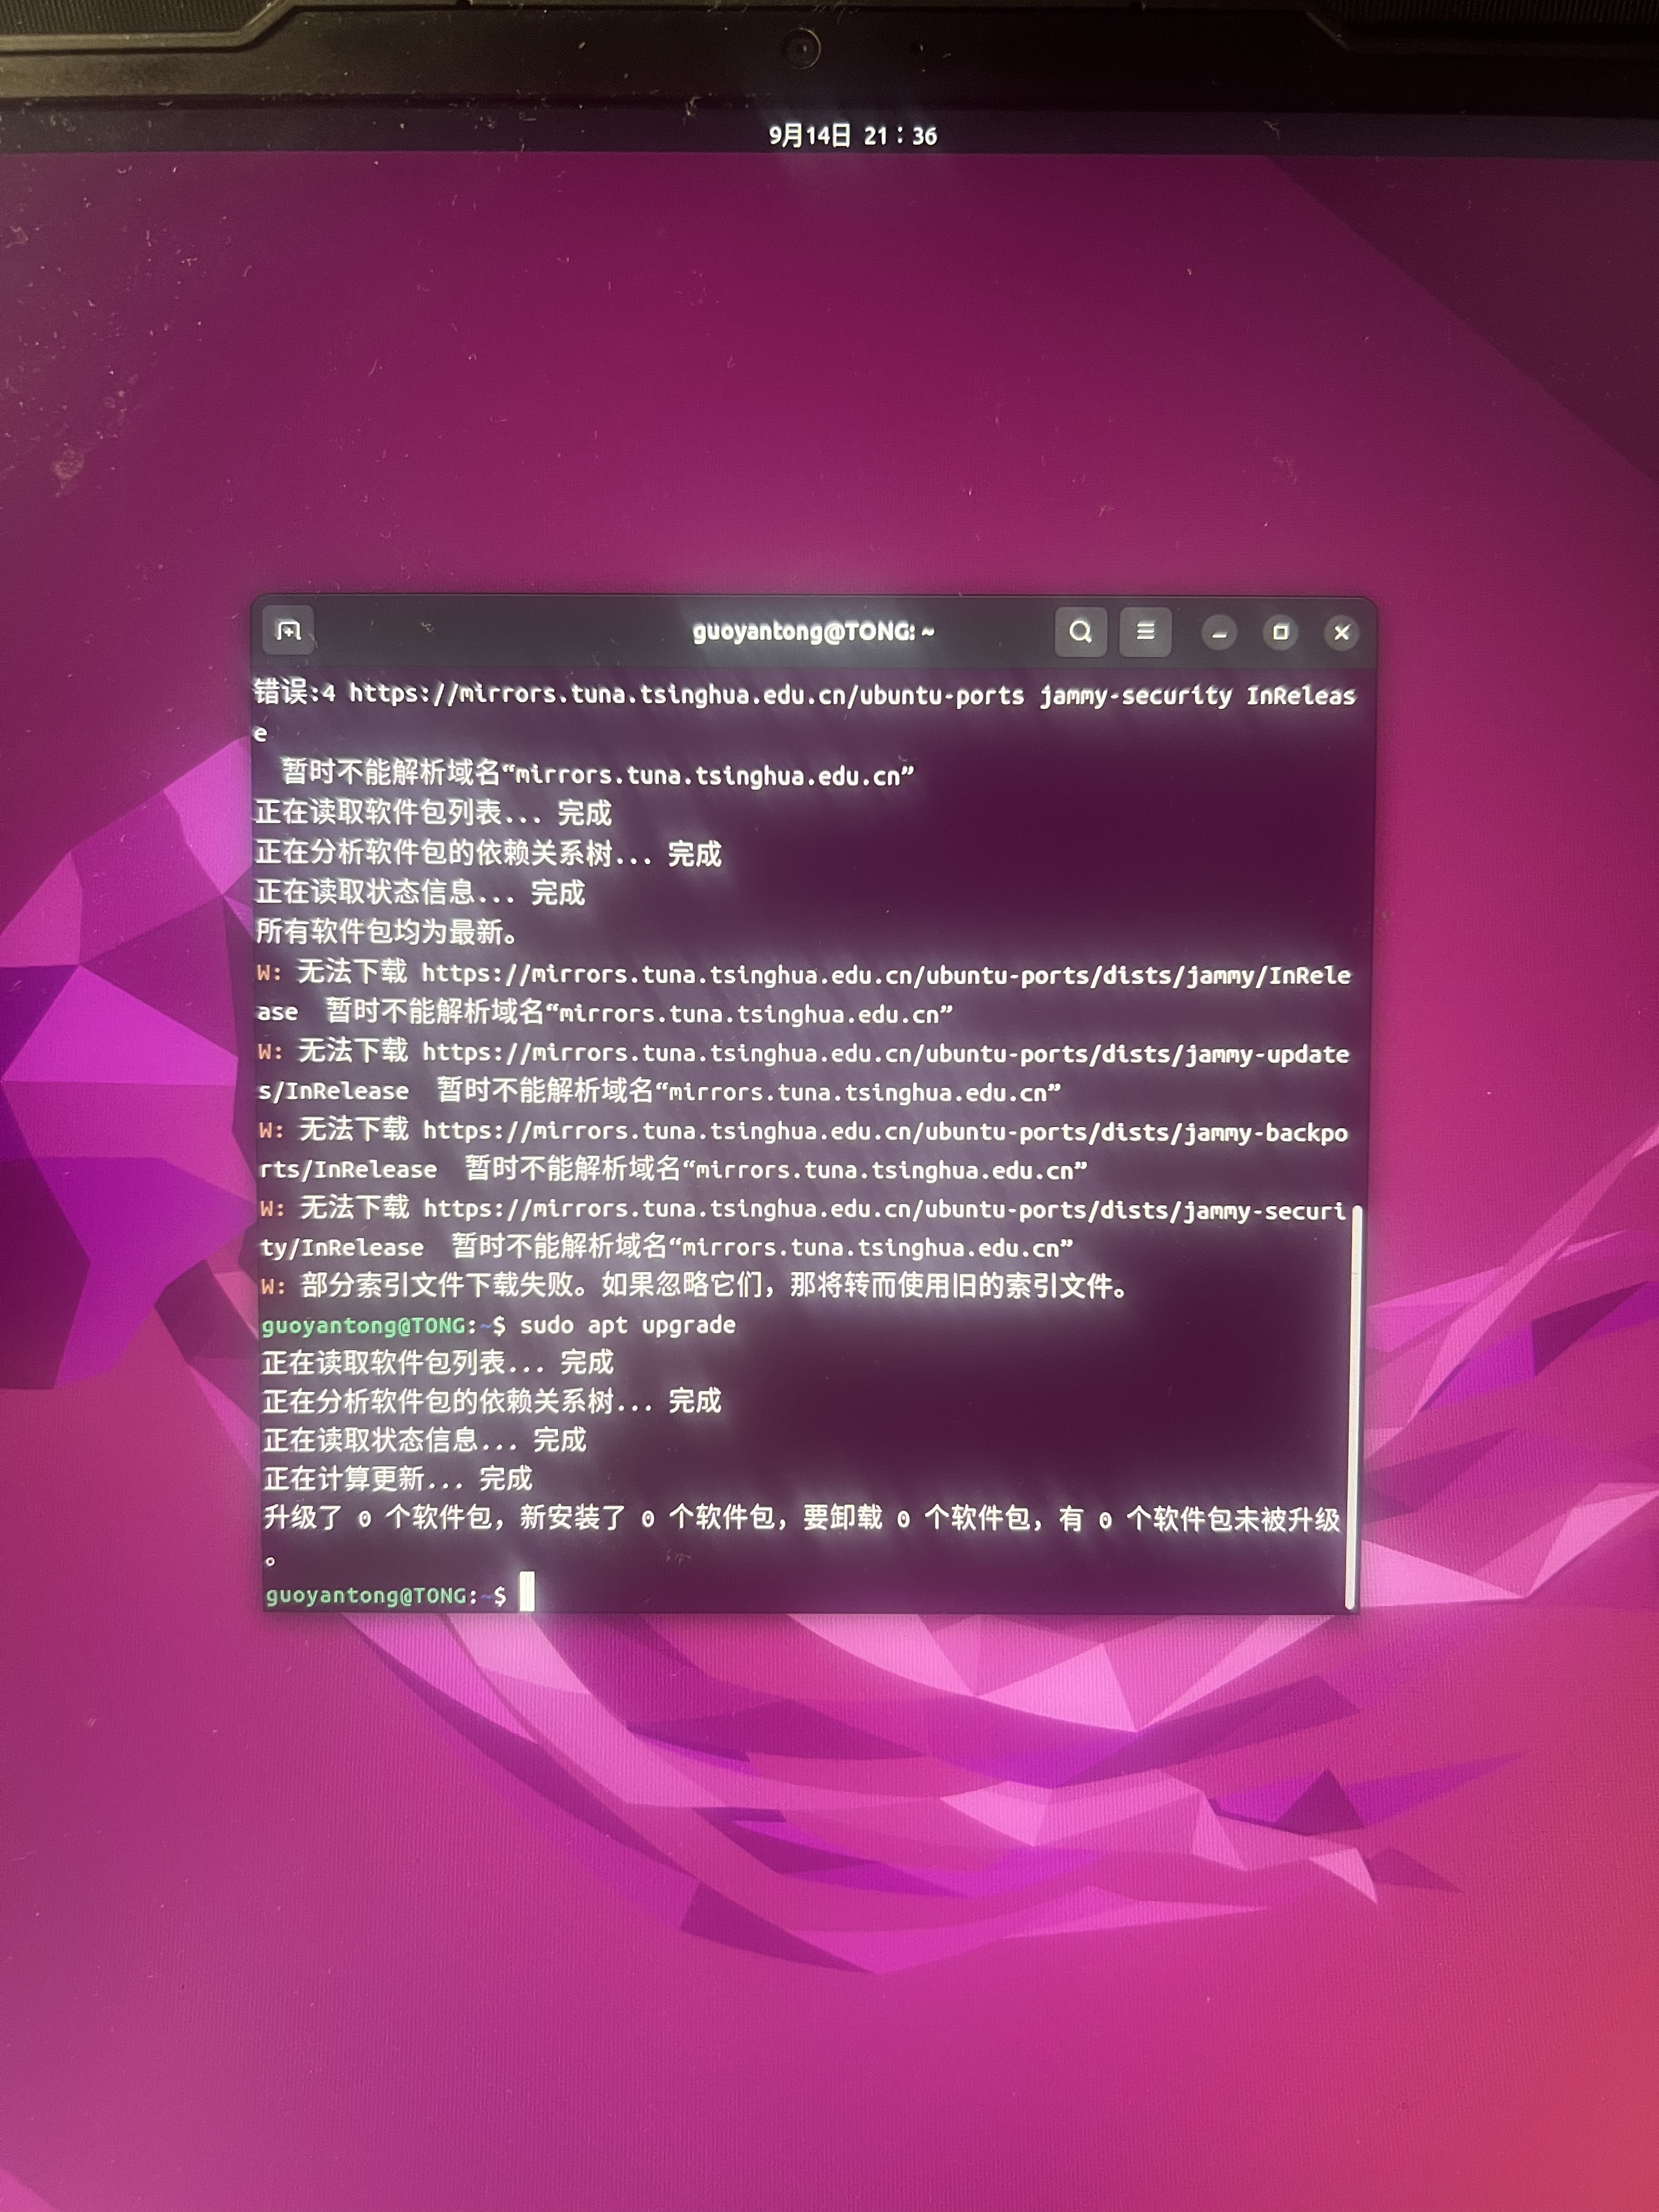 9月14日 21：36
guoyantong@TONG: ~
错误:4 https://mirrors.tuna.tsinghua.edu.cn/ubuntu-ports jammy-security InReleas
e
暂时不能解析域名“mirrors.tuna.tsinghua.edu.cn”
正在读取软件包列表... 完成
正在分析软件包的依赖关系树... 完成
正在读取状态信息... 完成
所有软件包均为最新。
W: 无法下载 https://mirrors.tuna.tsinghua.edu.cn/ubuntu-ports/dists/jammy/InRele
ase 暂时不能解析域名“mirrors.tuna.tsinghua.edu.cn”
W: 无法下载 https://mirrors.tuna.tsinghua.edu.cn/ubuntu-ports/dists/jammy-update
s/InRelease 暂时不能解析域名“mirrors.tuna.tsinghua.edu.cn”
W: 无法下载 https://mirrors.tuna.tsinghua.edu.cn/ubuntu-ports/dists/jammy-backpo
rts/InRelease 暂时不能解析域名“mirrors.tuna.tsinghua.edu.cn”
W: 无法下载 https://mirrors.tuna.tsinghua.edu.cn/ubuntu-ports/dists/jammy-securi
ty/InRelease 暂时不能解析域名“mirrors.tuna.tsinghua.edu.cn”
W: 部分索引文件下载失败。如果忽略它们，那将转而使用旧的索引文件。
guoyantong@TONG:~$ sudo apt upgrade
正在读取软件包列表... 完成
正在分析软件包的依赖关系树... 完成
正在读取状态信息... 完成
正在计算更新... 完成
升级了 0 个软件包，新安装了 0 个软件包，要卸载 0 个软件包，有 0 个软件包未被升级
。
guoyantong@TONG:~$